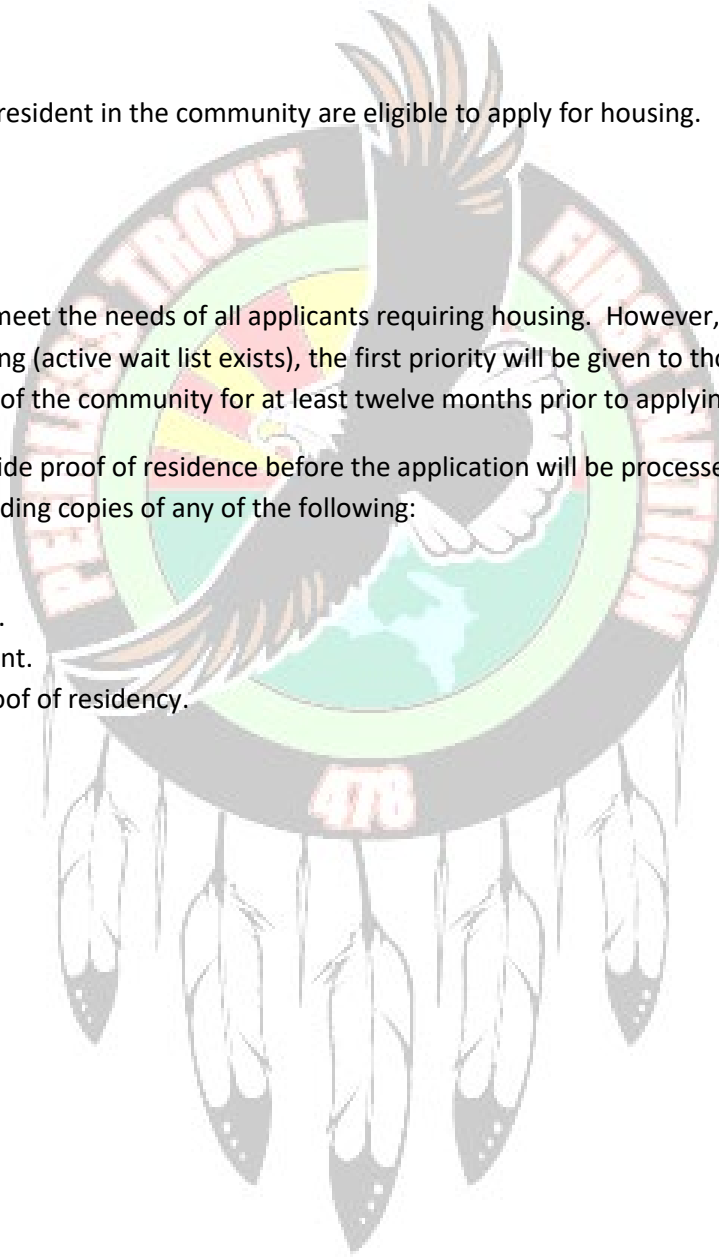 resident in the community are eligible to apply for housing.
PEHLILESS TROUT
FIRST NATION
meet the needs of all applicants requiring housing.  However,
ng (active wait list exists), the first priority will be given to tho
of the community for at least twelve months prior to applyin
ide proof of residence before the application will be processe
ding copies of any of the following:
.
nt.
oof of residency.
478